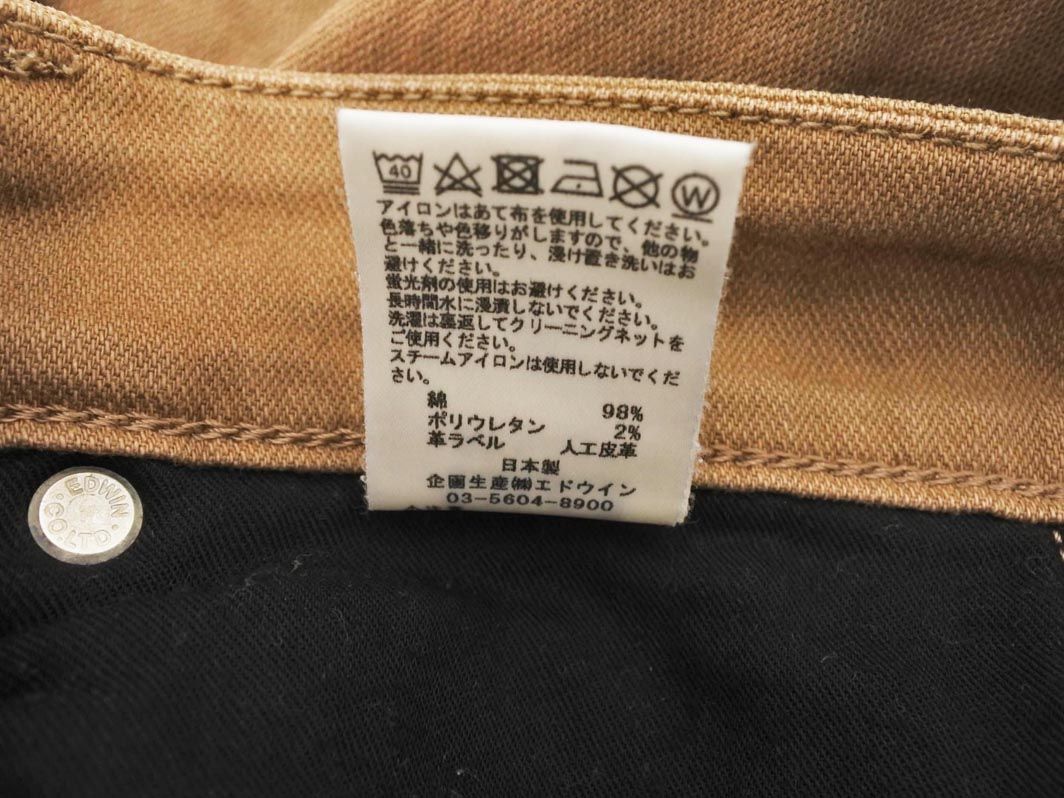 40
W
アイロンはあて布を使用してください。
色落ちや色移りがしますので、他の物
と一緒に洗ったり、浸け置き洗いはお
避けください。
蛍光剤の使用はお避けください。
長時間水に浸漬しないでください。
洗濯は裏返してクリーニングネットを
ご使用ください。
スチームアイロンは使用しないでくだ
さい。
綿 98%
ポリウレタン 2%
革ラベル 人工皮革
日本製
企画生産㈱エドウイン
03-5604-8900
EDWIN
CO.LTD.